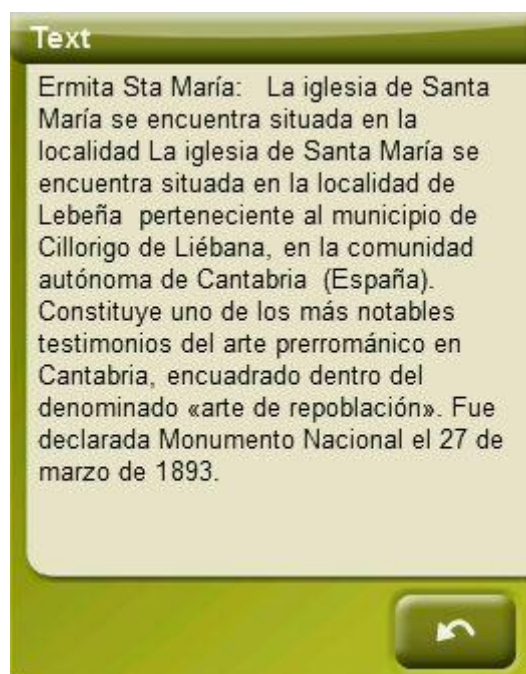 Text
Ermita Sta María:   La iglesia de Santa
María se encuentra situada en la
localidad La iglesia de Santa María se
encuentra situada en la localidad de
Lebeña  perteneciente al municipio de
Cillorigo de Liébana, en la comunidad
autónoma de Cantabria  (España).
Constituye uno de los más notables
testimonios del arte prerrománico en
Cantabria, encuadrado dentro del
denominado «arte de repoblación». Fue
declarada Monumento Nacional el 27 de
marzo de 1893.